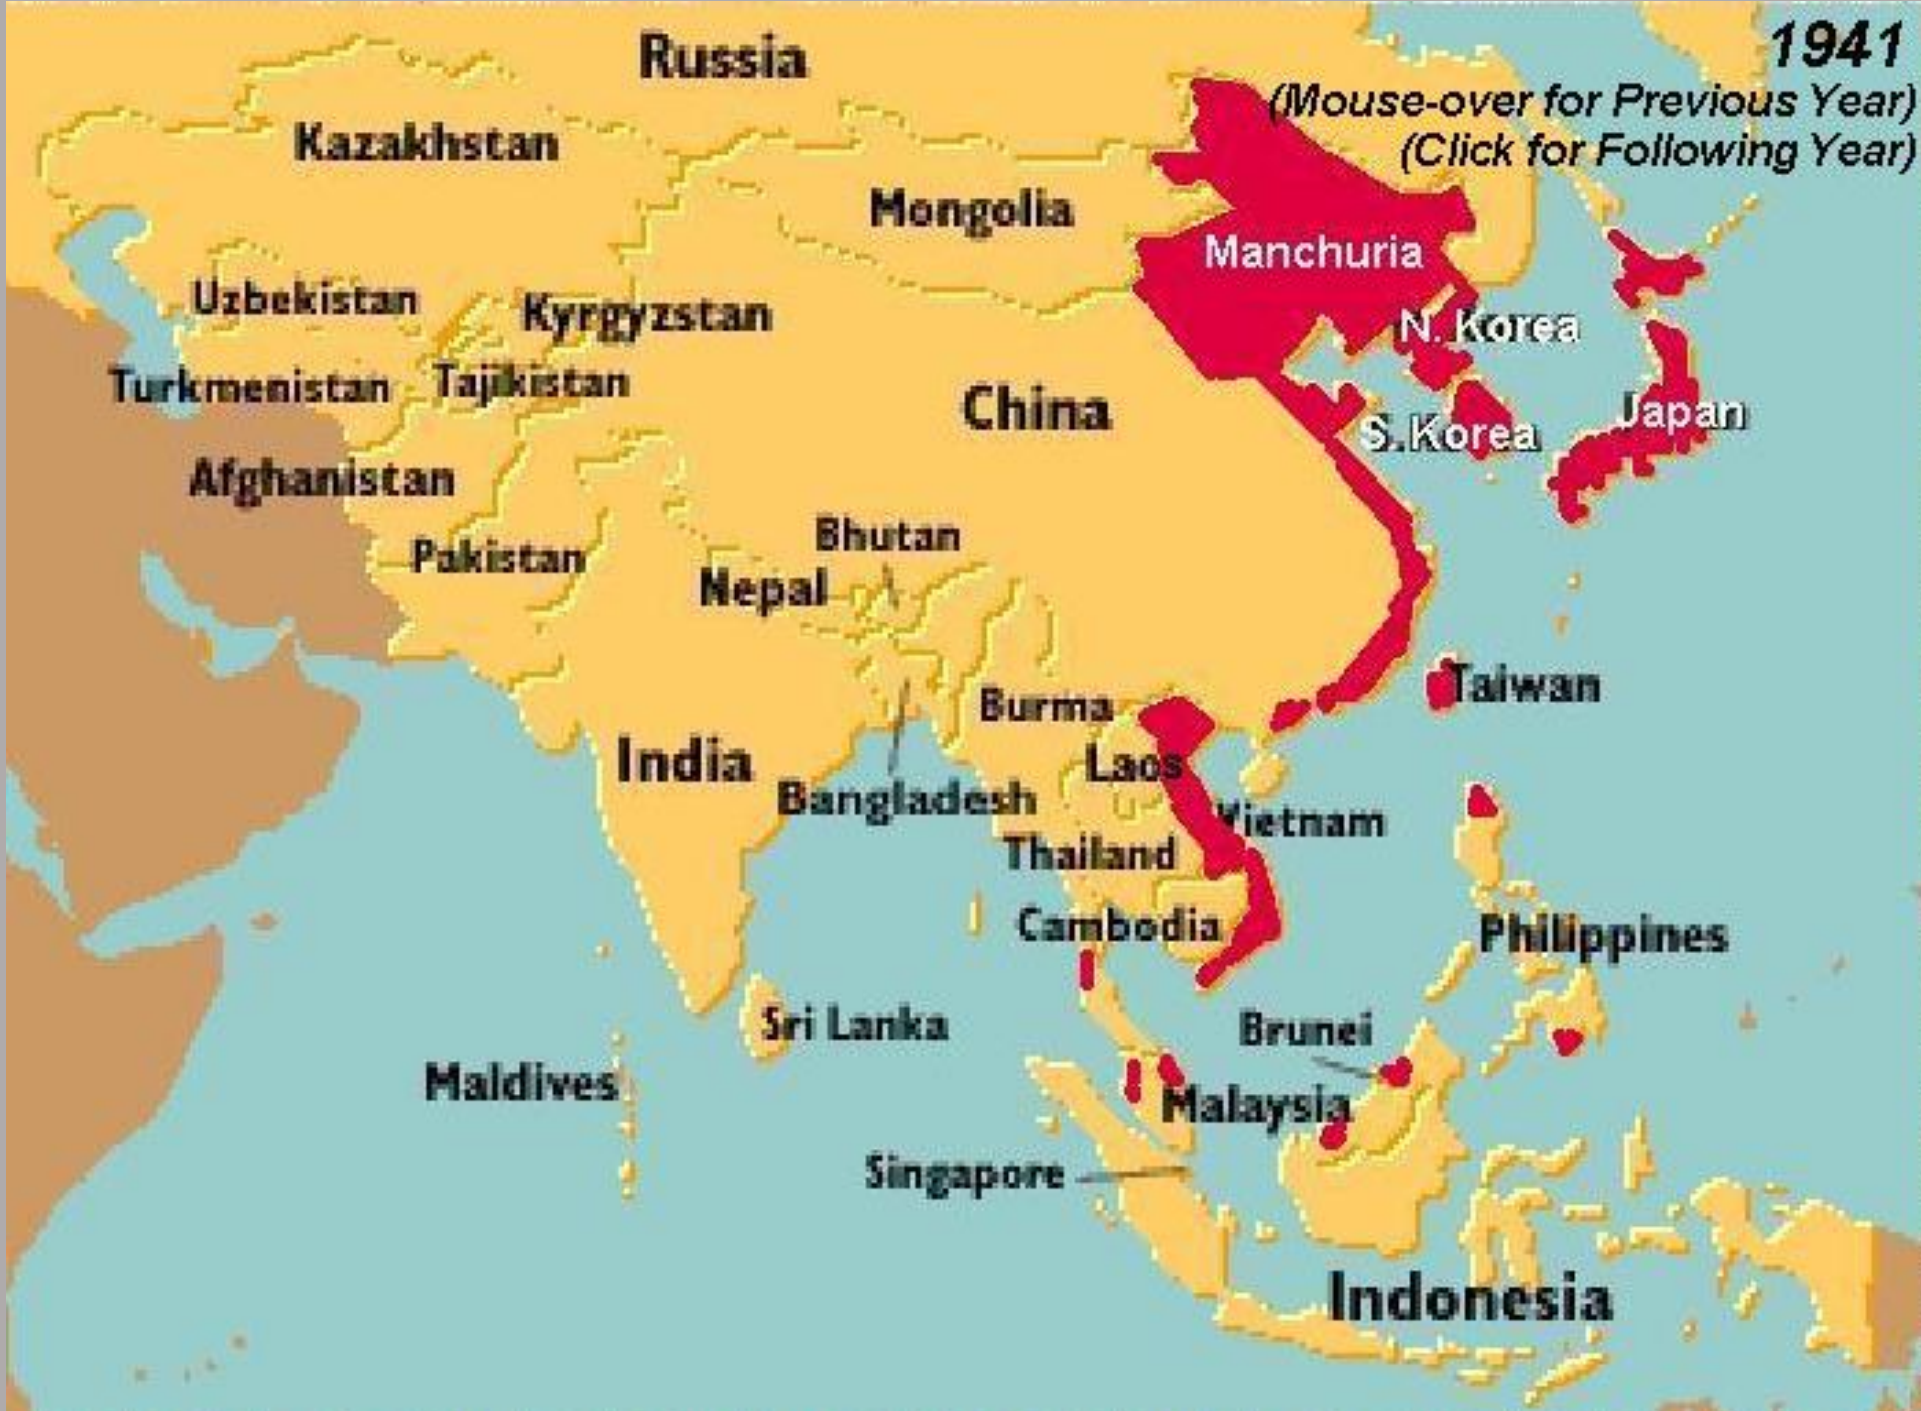 1941
Russia
(Mouse-over for Previous Year)
Kazakhstan
(Click for Following Year)
Mongolia
Manchuria
Uzbekistan
Kyrgyzstan
N. Korea
Turkmenistan
Tajikistan
China
Japan
S.Korea
Afghanistan
Bhutan
Pakistan
Nepal
Taiwan
Burma
India
Laos
Bangladesh
Vietnam
Thailand
Cambodia
Philippines
Sri Lanka
Brunei
Maldives
Malaysia
Singapore
Indonesia